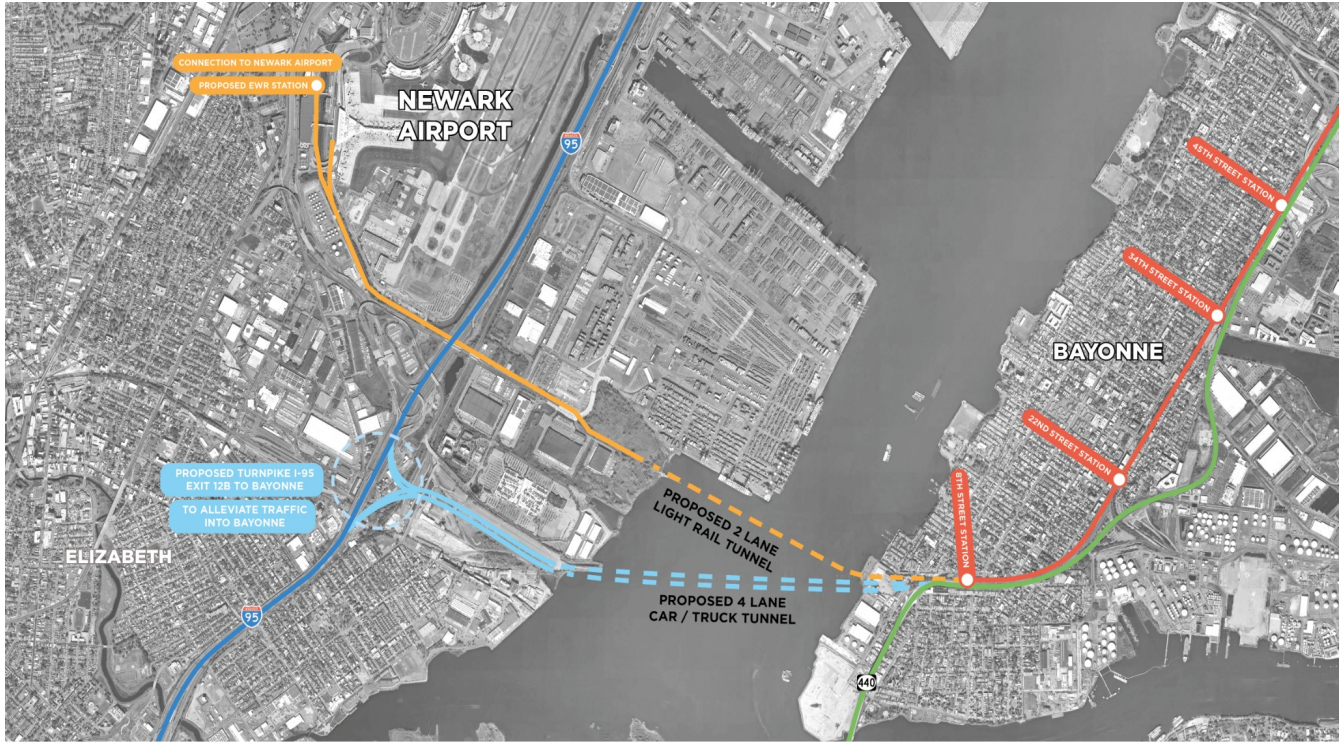 CONNECTION TO NEWARK AIRPORT
PROPOSED EWR STATION
NEWARK
AIRPORT
INTERSTATE
95
45TH STREET STATION
34TH STREET STATION
BAYONNE
22ND STREET STATION
8TH STREET STATION
PROPOSED TURNPIKE I-95
EXIT 12B TO BAYONNE
TO ALLEVIATE TRAFFIC
INTO BAYONNE
ELIZABETH
PROPOSED 2 LANE
LIGHT RAIL TUNNEL
PROPOSED 4 LANE
CAR / TRUCK TUNNEL
INTERSTATE
95
440